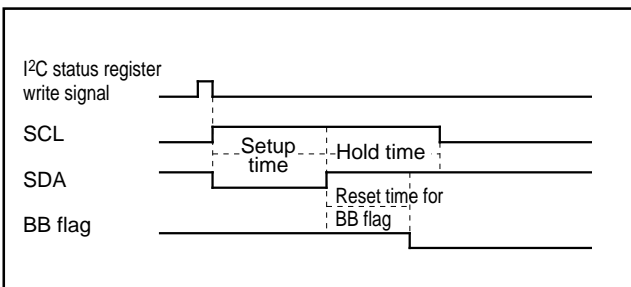 I²C status register
write signal
SCL
Setup
time
Hold time
SDA
Reset time for
BB flag
BB flag